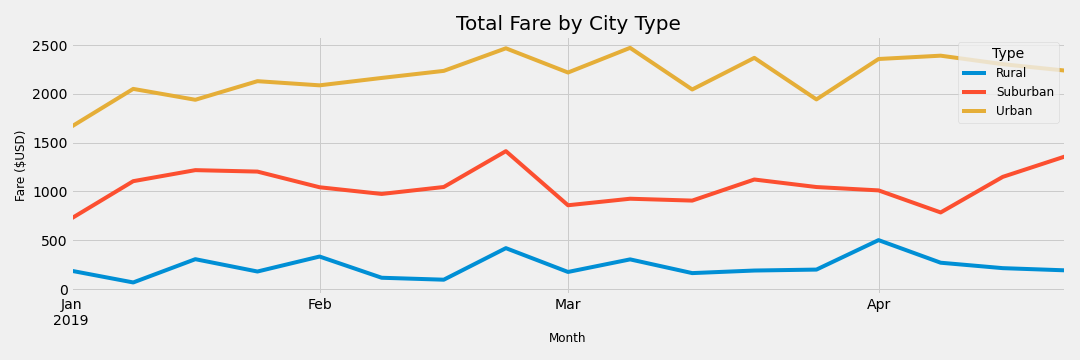 Total Fare by City Type
2500
2000
1500
1000
500
0
Fare ($USD)
Type
Rural
Suburban
Urban
Jan
2019
Feb
Mar
Apr
Month